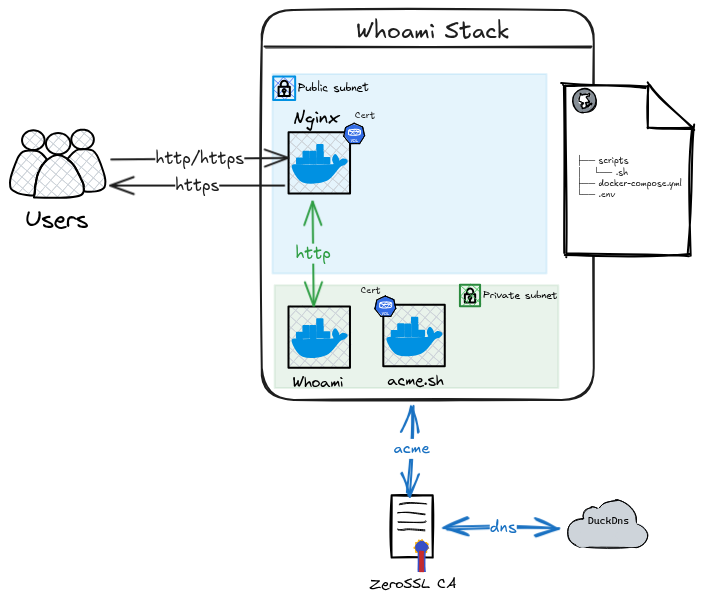 Whoami Stack
Public subnet
Nginx
Cert
http/https
https
Users
http
scripts
.sh
docker-compose.yml
.env
Cert
Private subnet
Whoami
acme.sh
acme
dns
DuckDns
ZeroSSL CA